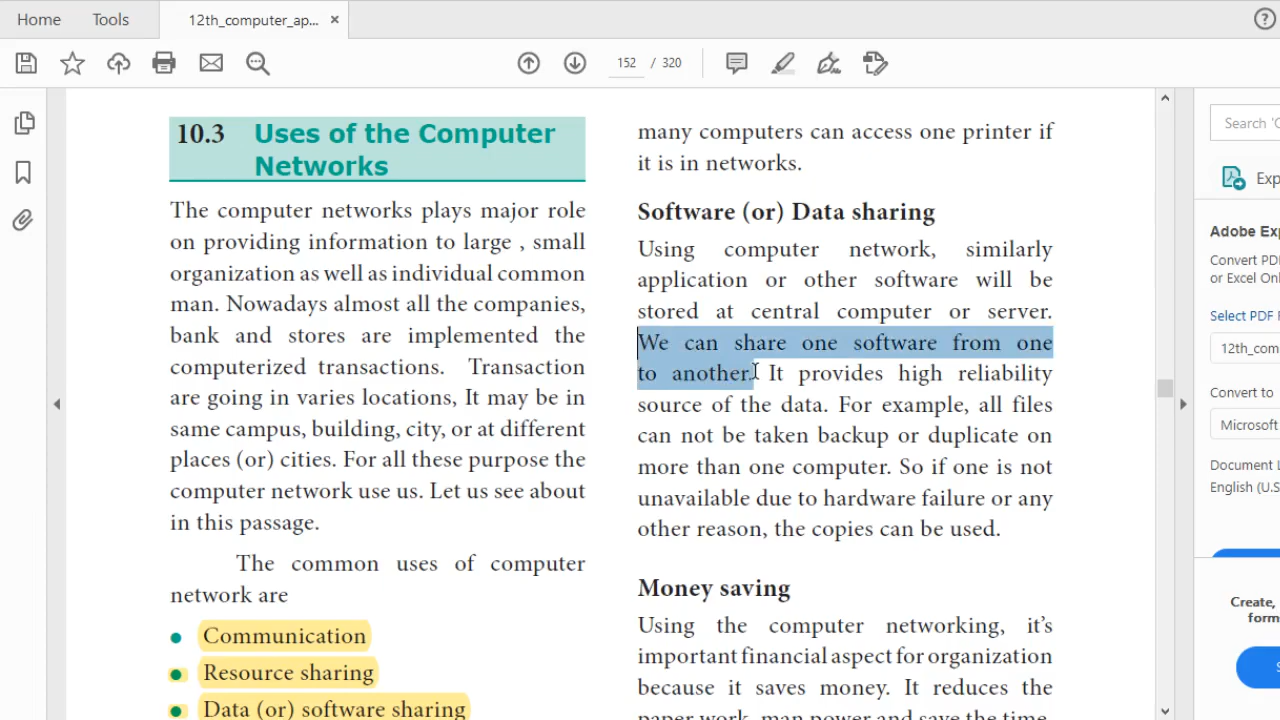 Home
Tools
12th_computer_ap...
×
152 / 320
10.3 Uses of the Computer
Networks
The computer networks plays major role
on providing information to large , small
organization as well as individual common
man. Nowadays almost all the companies,
bank and stores are implemented the
computerized transactions. Transaction
are going in varies locations, It may be in
same campus, building, city, or at different
places (or) cities. For all these purpose the
computer network use us. Let us see about
in this passage.
The common uses of computer
network are
Communication
Resource sharing
Data (or) software sharing
many computers can access one printer if
it is in networks.
Software (or) Data sharing
Using computer network, similarly
application or other software will be
stored at central computer or server.
We can share one software from one
to another. It provides high reliability
source of the data. For example, all files
can not be taken backup or duplicate on
more than one computer. So if one is not
unavailable due to hardware failure or any
other reason, the copies can be used.
Money saving
Using the computer networking, it's
important financial aspect for organization
because it saves money. It reduces the
paper work, man power and save the time.
?
Search 'C
Exp
Adobe Exp
Convert PD
or Excel Onl
Select PDF F
12th_com
Convert to
Microsoft
Document L
English (U.S
Create,
form